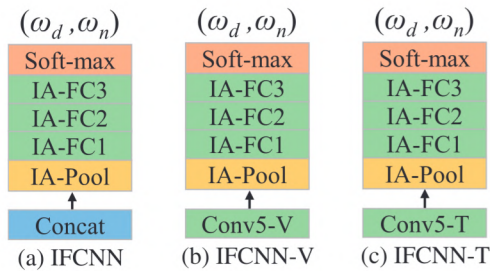 (ω_d, ω_n) (ω_d, ω_n) (ω_d, ω_n)
Soft-max Soft-max Soft-max
IA-FC3 IA-FC3 IA-FC3
IA-FC2 IA-FC2 IA-FC2
IA-FC1 IA-FC1 IA-FC1
IA-Pool IA-Pool IA-Pool
Concat Conv5-V Conv5-T
(a) IFCNN (b) IFCNN-V (c) IFCNN-T